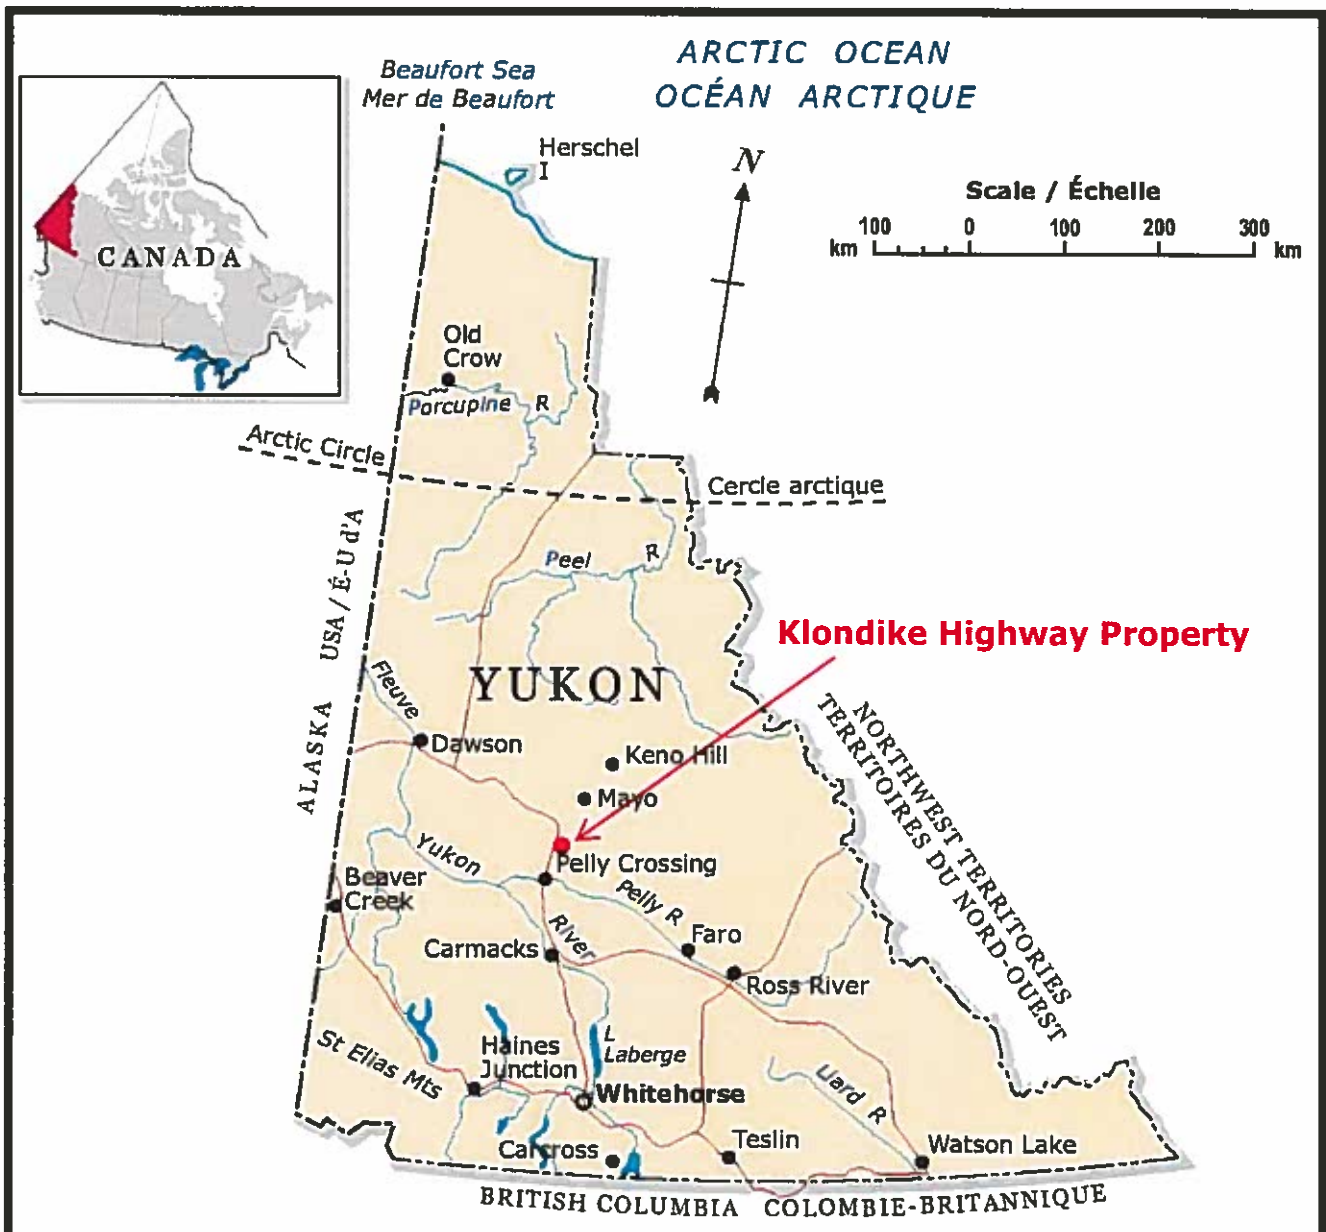 ARCTIC OCEAN
OCÉAN ARCTIQUE
Beaufort Sea
Mer de Beaufort
Herschel
I
N
Scale / Échelle
100 0 100 200 300
km km
CANADA
Old
Crow
Porcupine R
Arctic Circle
Cercle arctique
Peel R
ALASKA USA / É-U d'A
Klondike Highway Property
YUKON
Fleuve
Dawson
Keno Hill
Mayo
NORTHWEST TERRITORIES
TERRITOIRES DU NORD-OUEST
Yukon
River
Pelly Crossing
Pelly R
Beaver
Creek
Faro
Carmacks
Ross River
St Elias Mts
Haines
Junction
L
Laberge
Whitehorse
Liard R
Carcross
Teslin
Watson Lake
BRITISH COLUMBIA COLOMBIE-BRITANNIQUE